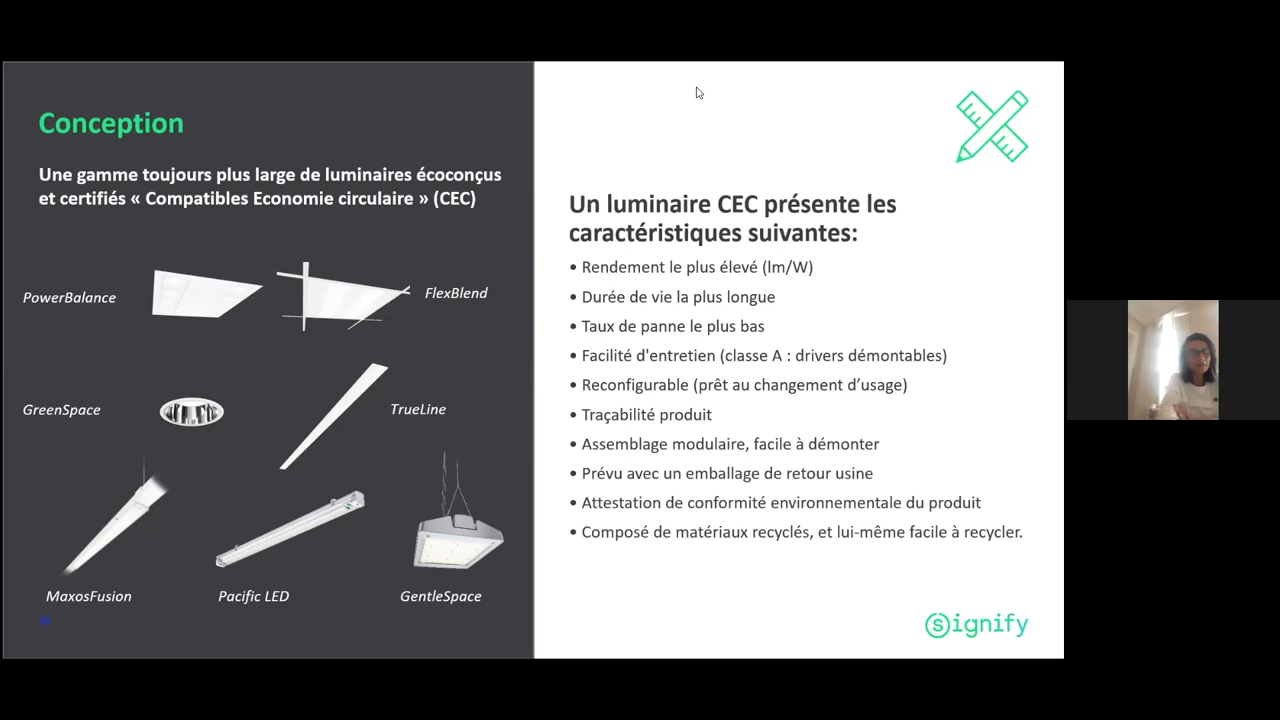 Conception
Une gamme toujours plus large de luminaires écoconçus
et certifiés « Compatibles Economie circulaire » (CEC)
PowerBalance
FlexBlend
GreenSpace
TrueLine
MaxosFusion
Pacific LED
GentleSpace
Un luminaire CEC présente les
caractéristiques suivantes:
• Rendement le plus élevé (lm/W)
• Durée de vie la plus longue
• Taux de panne le plus bas
• Facilité d'entretien (classe A : drivers démontables)
• Reconfigurable (prêt au changement d’usage)
• Traçabilité produit
• Assemblage modulaire, facile à démonter
• Prévu avec un emballage de retour usine
• Attestation de conformité environnementale du produit
• Composé de matériaux recyclés, et lui-même facile à recycler.
signify